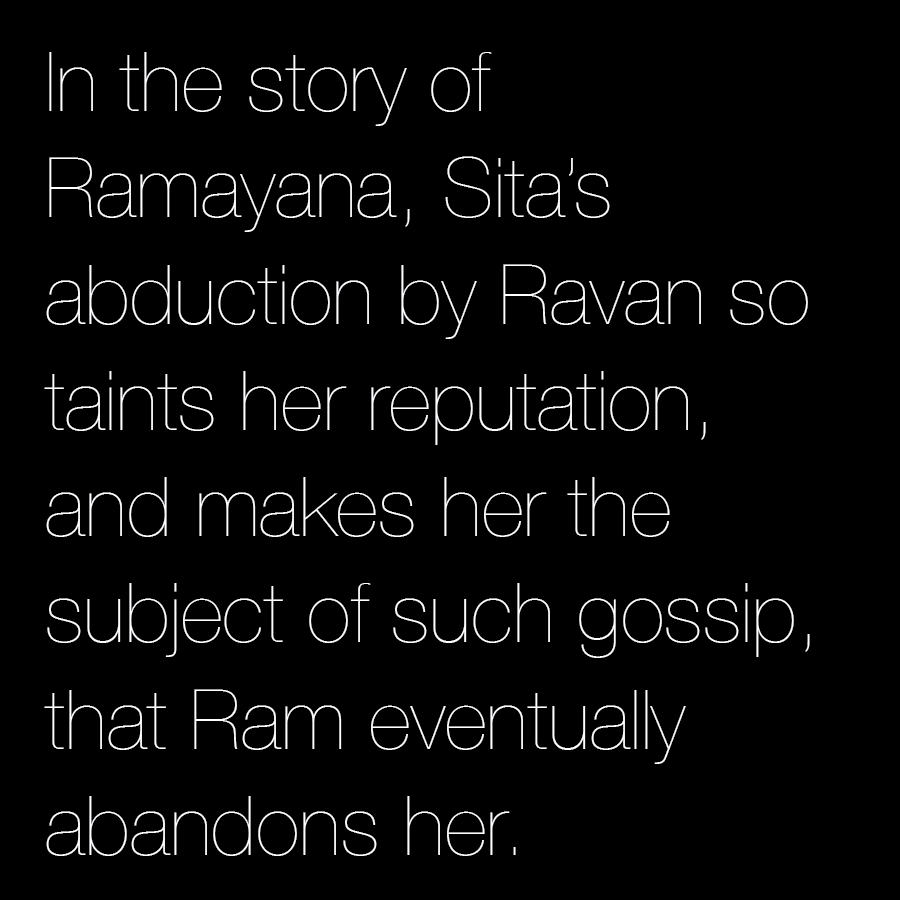 In the story of
Ramayana, Sita’s
abduction by Ravan so
taints her reputation,
and makes her the
subject of such gossip,
that Ram eventually
abandons her.